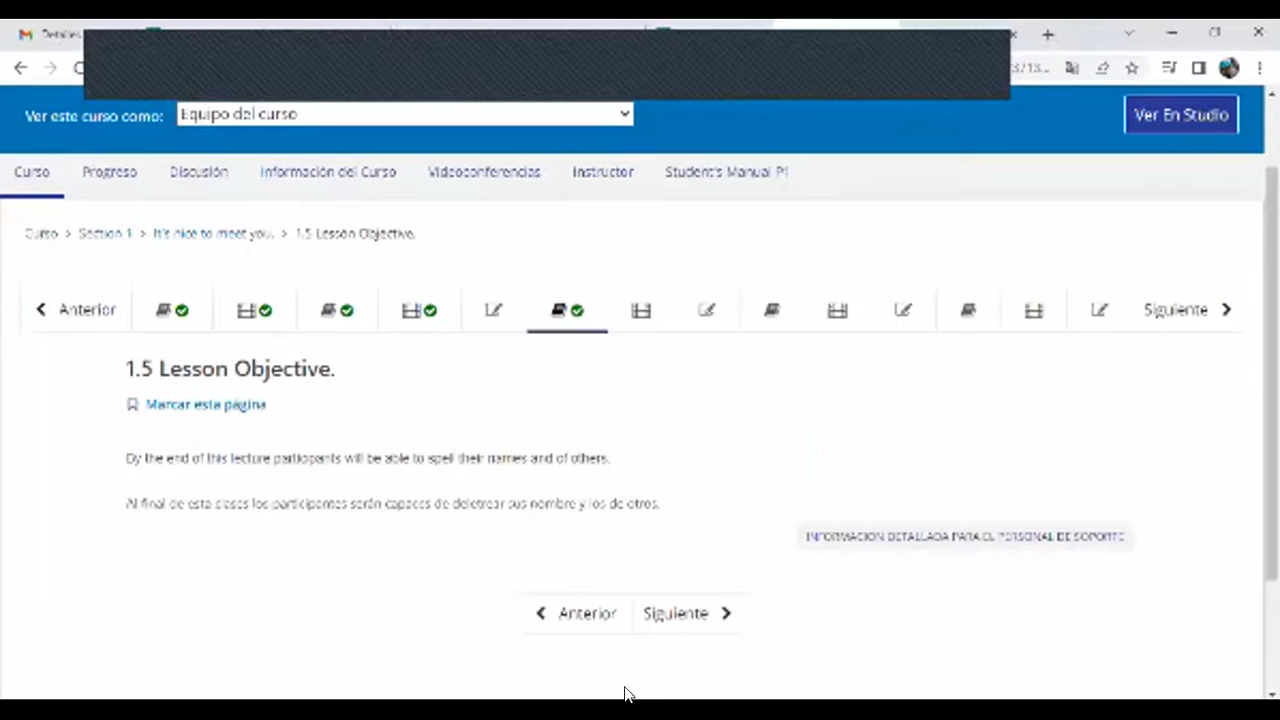 3/13...
Ver este curso como:
Equipo del curso
Ver En Studio
Curso
Progreso
Discusión
Información del Curso
Videoconferencias
Instructor
Student's Manual P1
Curso > Section 1 > It's nice to meet you. > 1.5 Lesson Objective.
Anterior
Siguiente
1.5 Lesson Objective.
Marcar esta página
By the end of this lecture participants will be able to spell their names and of others.
Al final de esta clases los participantes serán capaces de deletrear sus nombre y los de otros.
INFORMACIÓN DETALLADA PARA EL PERSONAL DE SOPORTE
Anterior
Siguiente